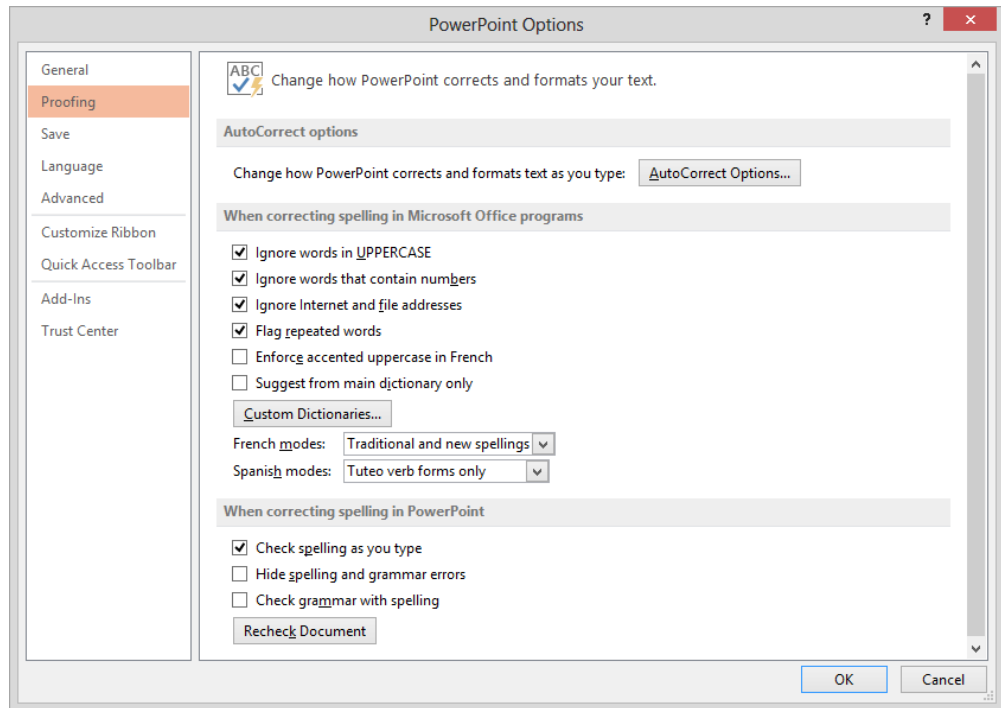 PowerPoint Options
?
General
Proofing
Save
Language
Advanced
Customize Ribbon
Quick Access Toolbar
Add-Ins
Trust Center
ABC
Change how PowerPoint corrects and formats your text.
AutoCorrect options
Change how PowerPoint corrects and formats text as you type: AutoCorrect Options...
When correcting spelling in Microsoft Office programs
Ignore words in UPPERCASE
Ignore words that contain numbers
Ignore Internet and file addresses
Flag repeated words
Enforce accented uppercase in French
Suggest from main dictionary only
Custom Dictionaries...
French modes: Traditional and new spellings
Spanish modes: Tuteo verb forms only
When correcting spelling in PowerPoint
Check spelling as you type
Hide spelling and grammar errors
Check grammar with spelling
Recheck Document
OK Cancel